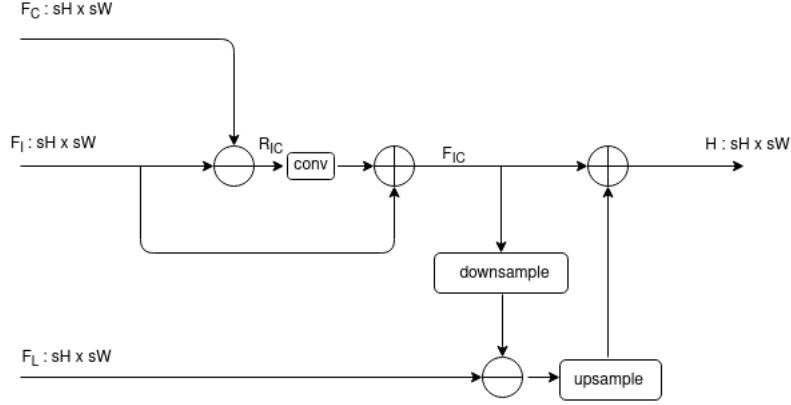 F_C : sH x sW
F_I : sH x sW
R_IC
conv
F_IC
H : sH x sW
downsample
F_L : sH x sW
upsample